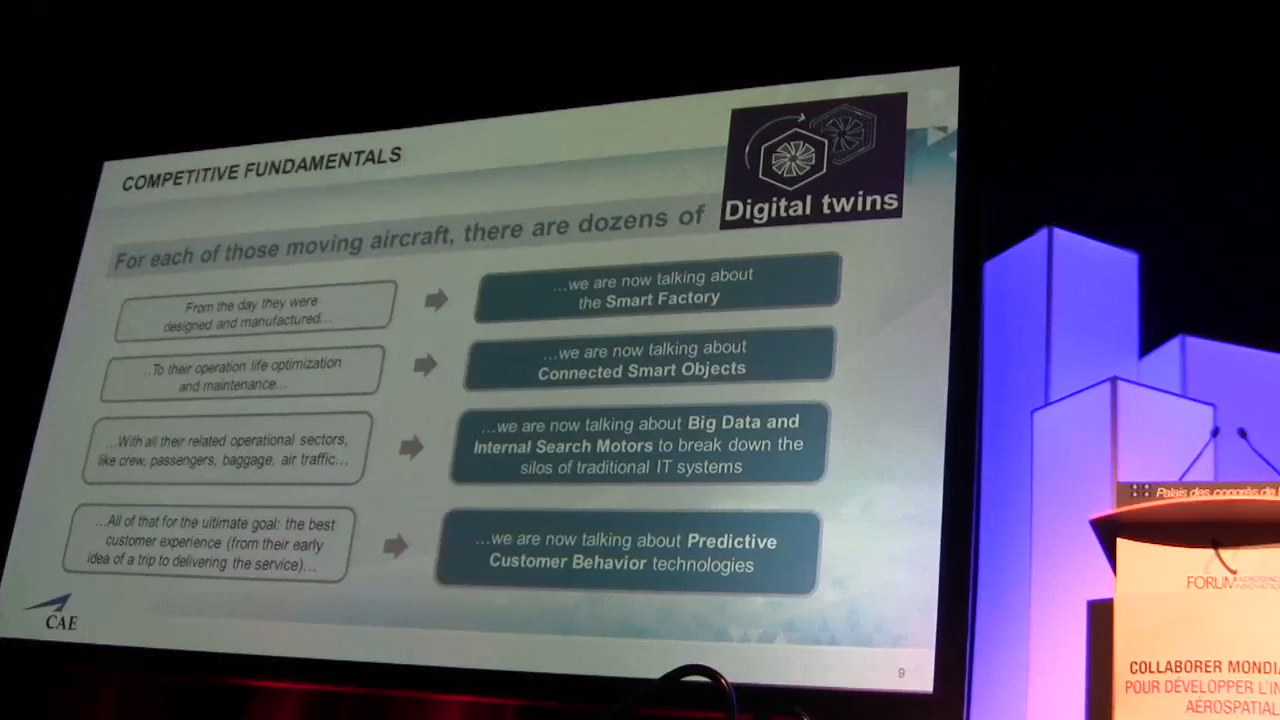 COMPETITIVE FUNDAMENTALS
For each of those moving aircraft, there are dozens of
Digital twins
From the day they were
designed and manufactured...
...we are now talking about
the Smart Factory
...To their operation life optimization
and maintenance...
...we are now talking about
Connected Smart Objects
...With all their related operational sectors,
like crew, passengers, baggage, air traffic...
...we are now talking about Big Data and
Internal Search Motors to break down the
silos of traditional IT systems
...All of that for the ultimate goal: the best
customer experience (from their early
idea of a trip to delivering the service)...
...we are now talking about Predictive
Customer Behavior technologies
CAE
9
Palais des congrès de
FORUM
COLLABORER
POUR DÉVELOPPER